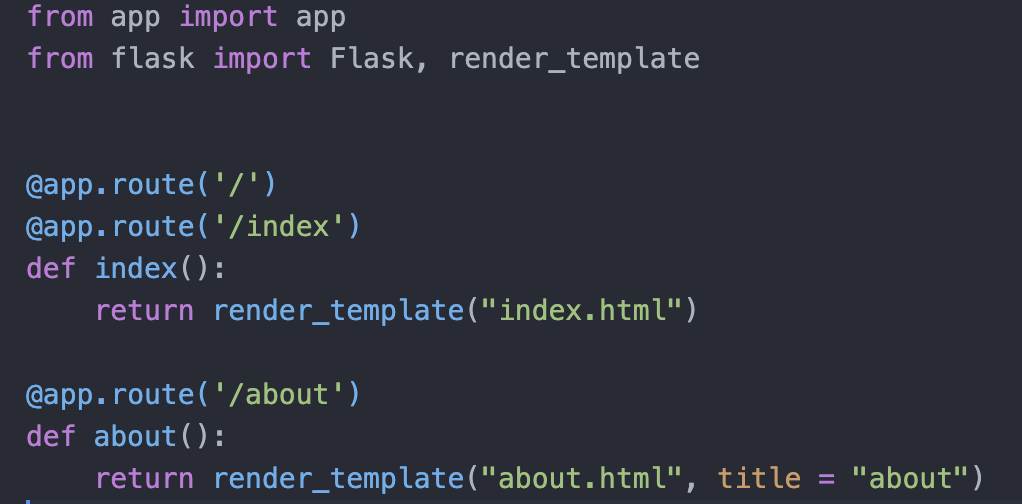 from app import app
from flask import Flask, render_template
@app.route('/')
@app.route('/index')
def index():
    return render_template("index.html")
@app.route('/about')
def about():
    return render_template("about.html", title = "about")